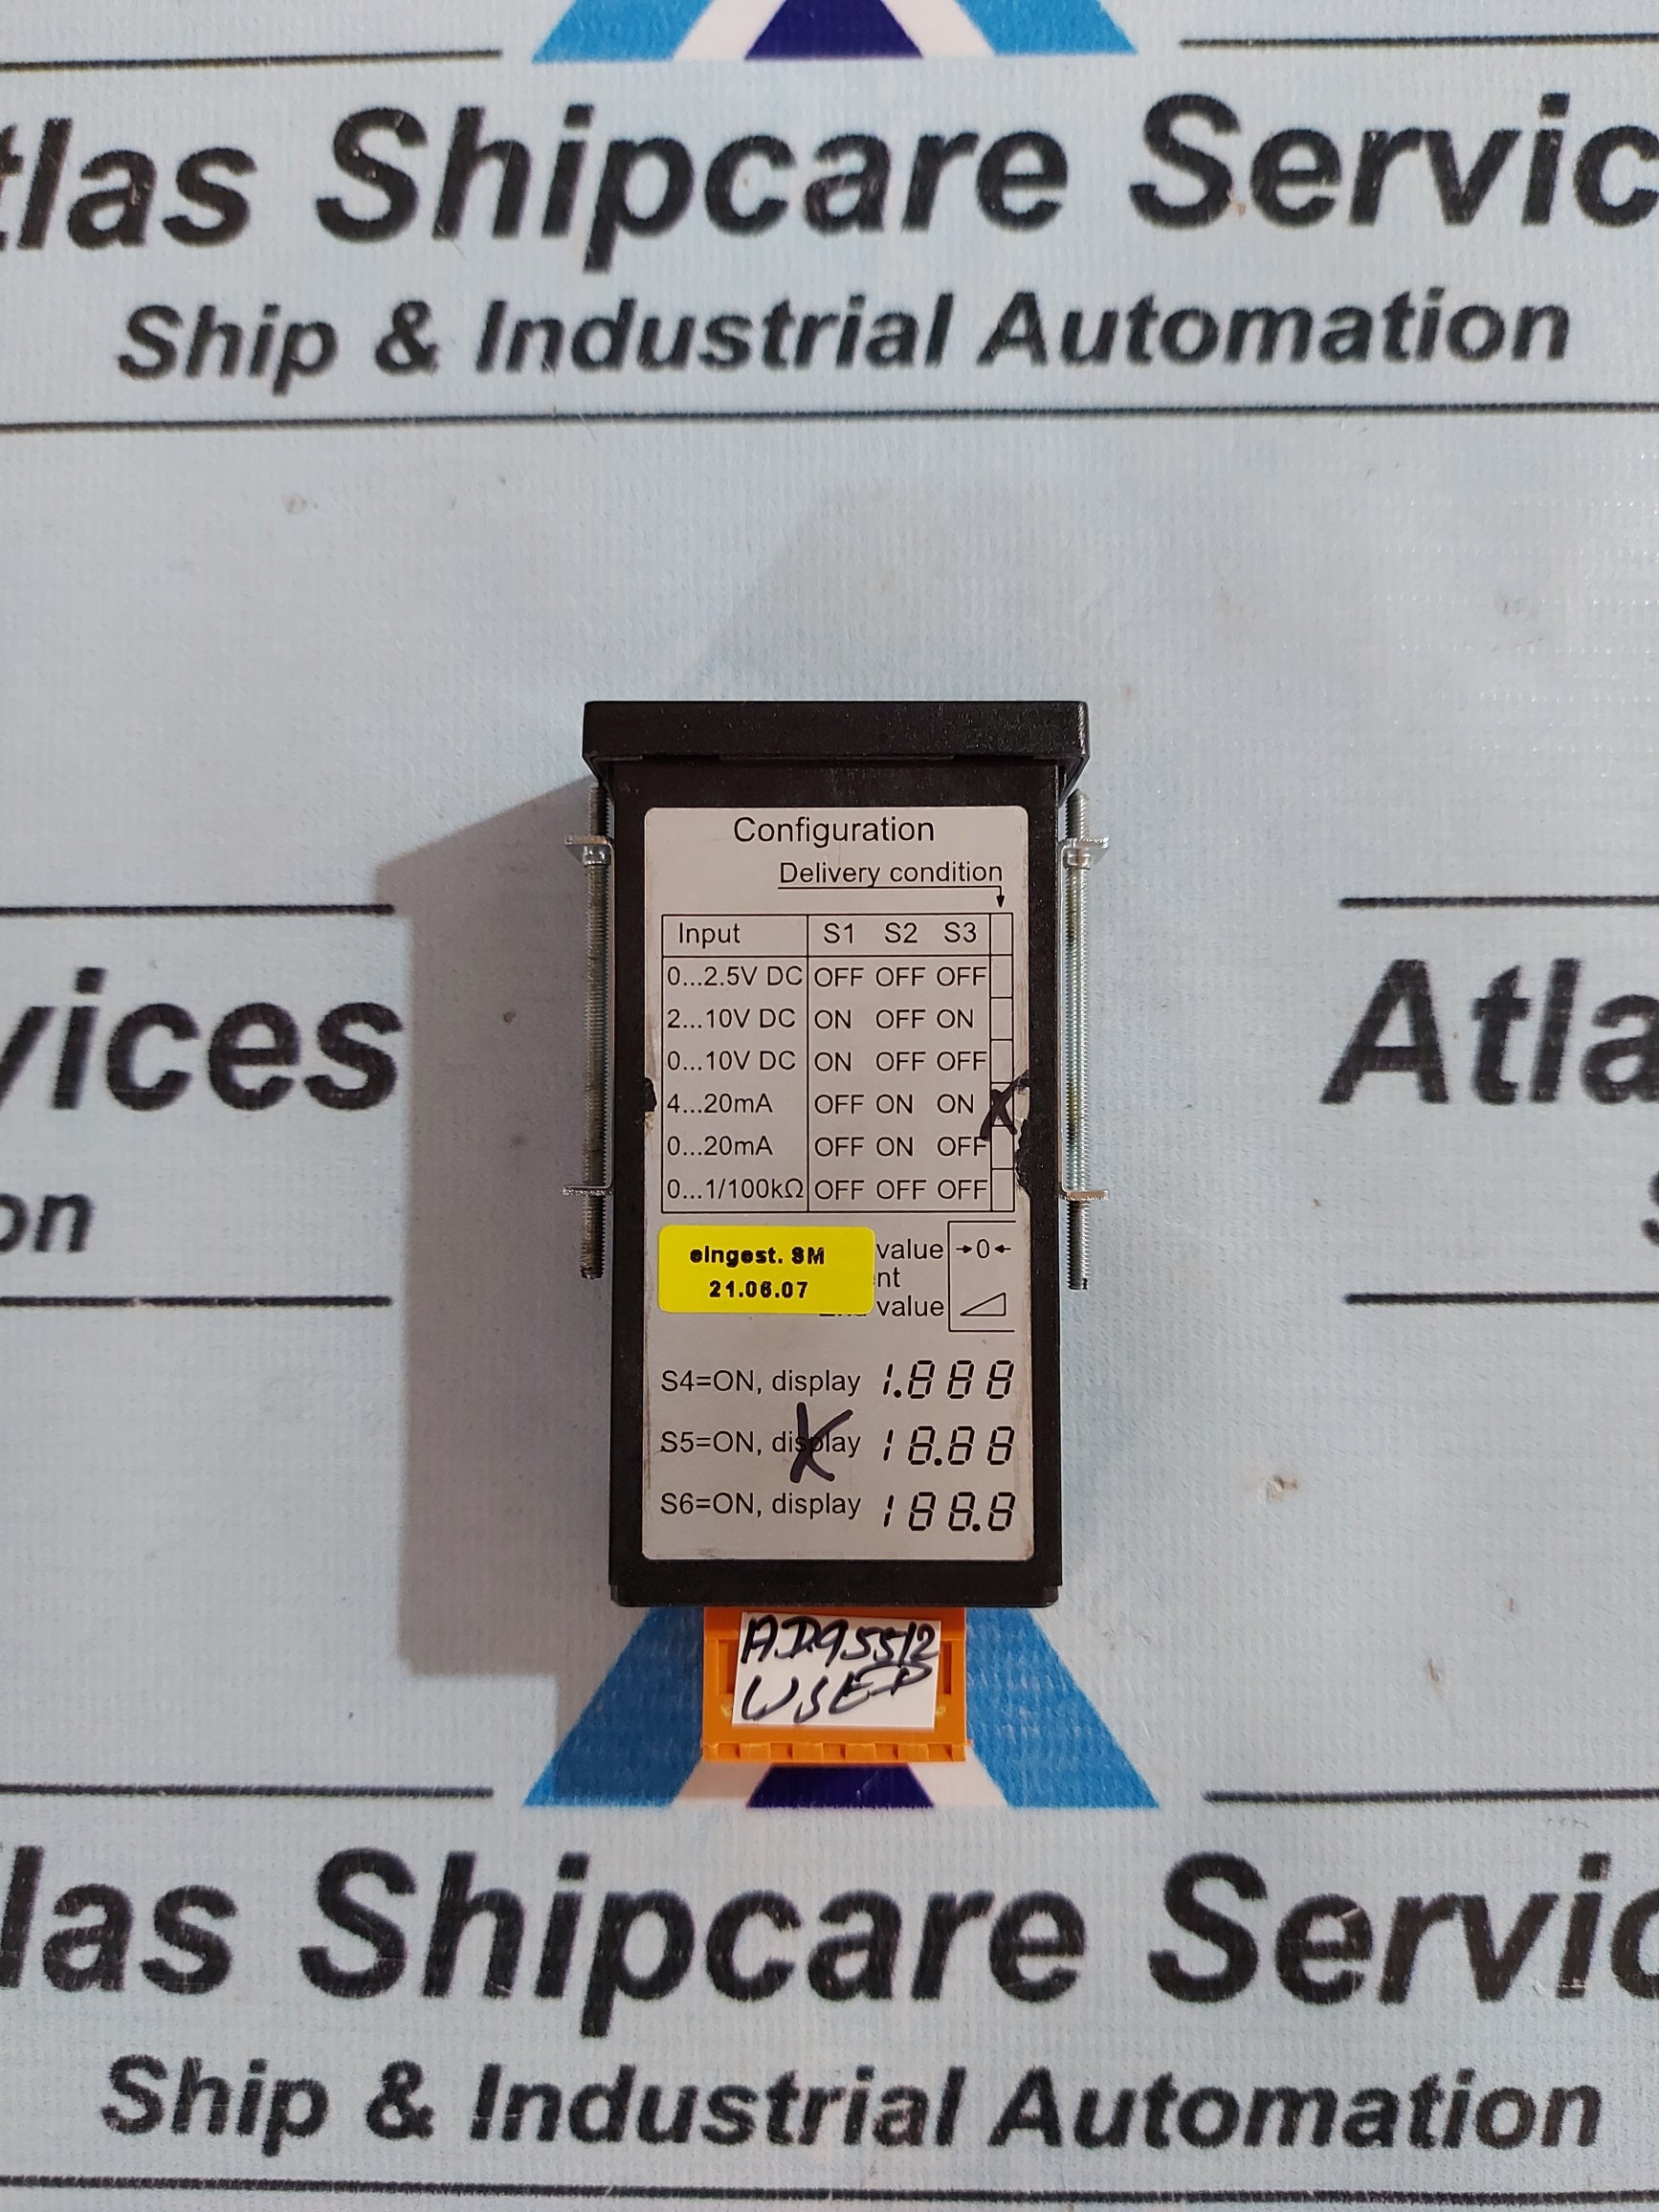 tlas Shipcare Servic
Ship & Industrial Automation
vices
on
Atla
S
Configuration
Delivery condition
Input S1 S2 S3
0...2.5V DC OFF OFF OFF
2...10V DC ON OFF ON
0...10V DC ON OFF OFF
4...20mA OFF ON ON X
0...20mA OFF ON OFF
0...1/100kΩ OFF OFF OFF
eingest. SM
21.06.07
value →0←
nt
value
S4=ON, display 1.888
S5=ON, display 18.88
X
S6=ON, display 188.8
AD95512
USED
las Shipcare Servic
Ship & Industrial Automation